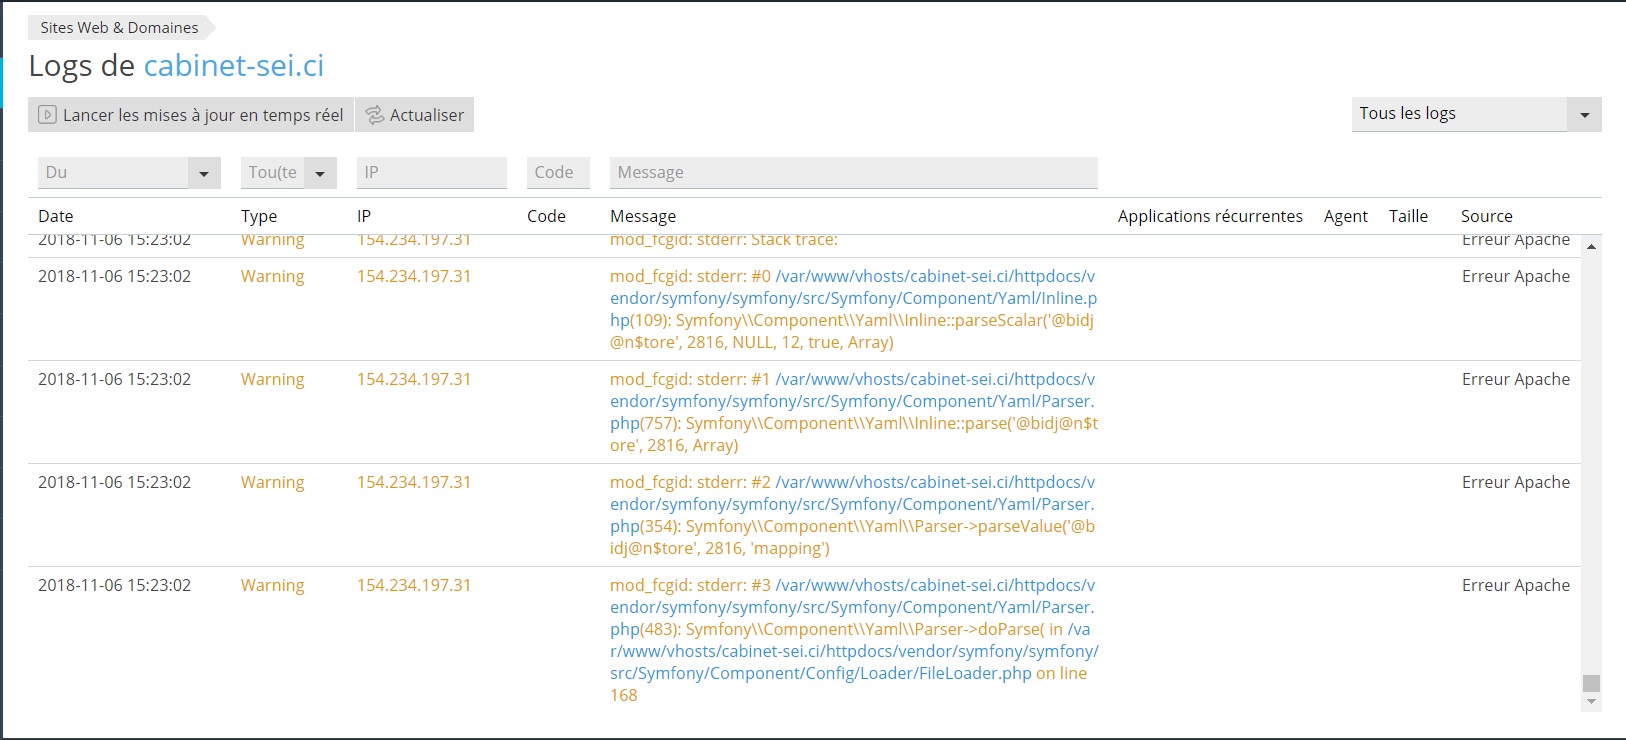 Sites Web & Domaines
Logs de cabinet-sei.ci
Lancer les mises à jour en temps réel
Actualiser
Tous les logs
Du
Tou(te
IP
Code
Message
Date
Type
IP
Code
Message
Applications récurrentes
Agent
Taille
Source
2018-11-06 15:23:02
Warning
154.234.197.31
mod_fcgid: stderr: Stack trace:
Erreur Apache
2018-11-06 15:23:02
Warning
154.234.197.31
mod_fcgid: stderr: #0 /var/www/vhosts/cabinet-sei.ci/httpdocs/v
endor/symfony/symfony/src/Symfony/Component/Yaml/Inline.p
hp(109): Symfony\\Component\\Yaml\\Inline::parseScalar('@bidj
@n$tore', 2816, NULL, 12, true, Array)
Erreur Apache
2018-11-06 15:23:02
Warning
154.234.197.31
mod_fcgid: stderr: #1 /var/www/vhosts/cabinet-sei.ci/httpdocs/v
endor/symfony/symfony/src/Symfony/Component/Yaml/Parser.
php(757): Symfony\\Component\\Yaml\\Inline::parse('@bidj@n$t
ore', 2816, Array)
Erreur Apache
2018-11-06 15:23:02
Warning
154.234.197.31
mod_fcgid: stderr: #2 /var/www/vhosts/cabinet-sei.ci/httpdocs/v
endor/symfony/symfony/src/Symfony/Component/Yaml/Parser.
php(354): Symfony\\Component\\Yaml\\Parser->parseValue('@b
idj@n$tore', 2816, 'mapping')
Erreur Apache
2018-11-06 15:23:02
Warning
154.234.197.31
mod_fcgid: stderr: #3 /var/www/vhosts/cabinet-sei.ci/httpdocs/v
endor/symfony/symfony/src/Symfony/Component/Yaml/Parser.
php(483): Symfony\\Component\\Yaml\\Parser->doParse( in /va
r/www/vhosts/cabinet-sei.ci/httpdocs/vendor/symfony/symfony/
src/Symfony/Component/Config/Loader/FileLoader.php on line
168
Erreur Apache